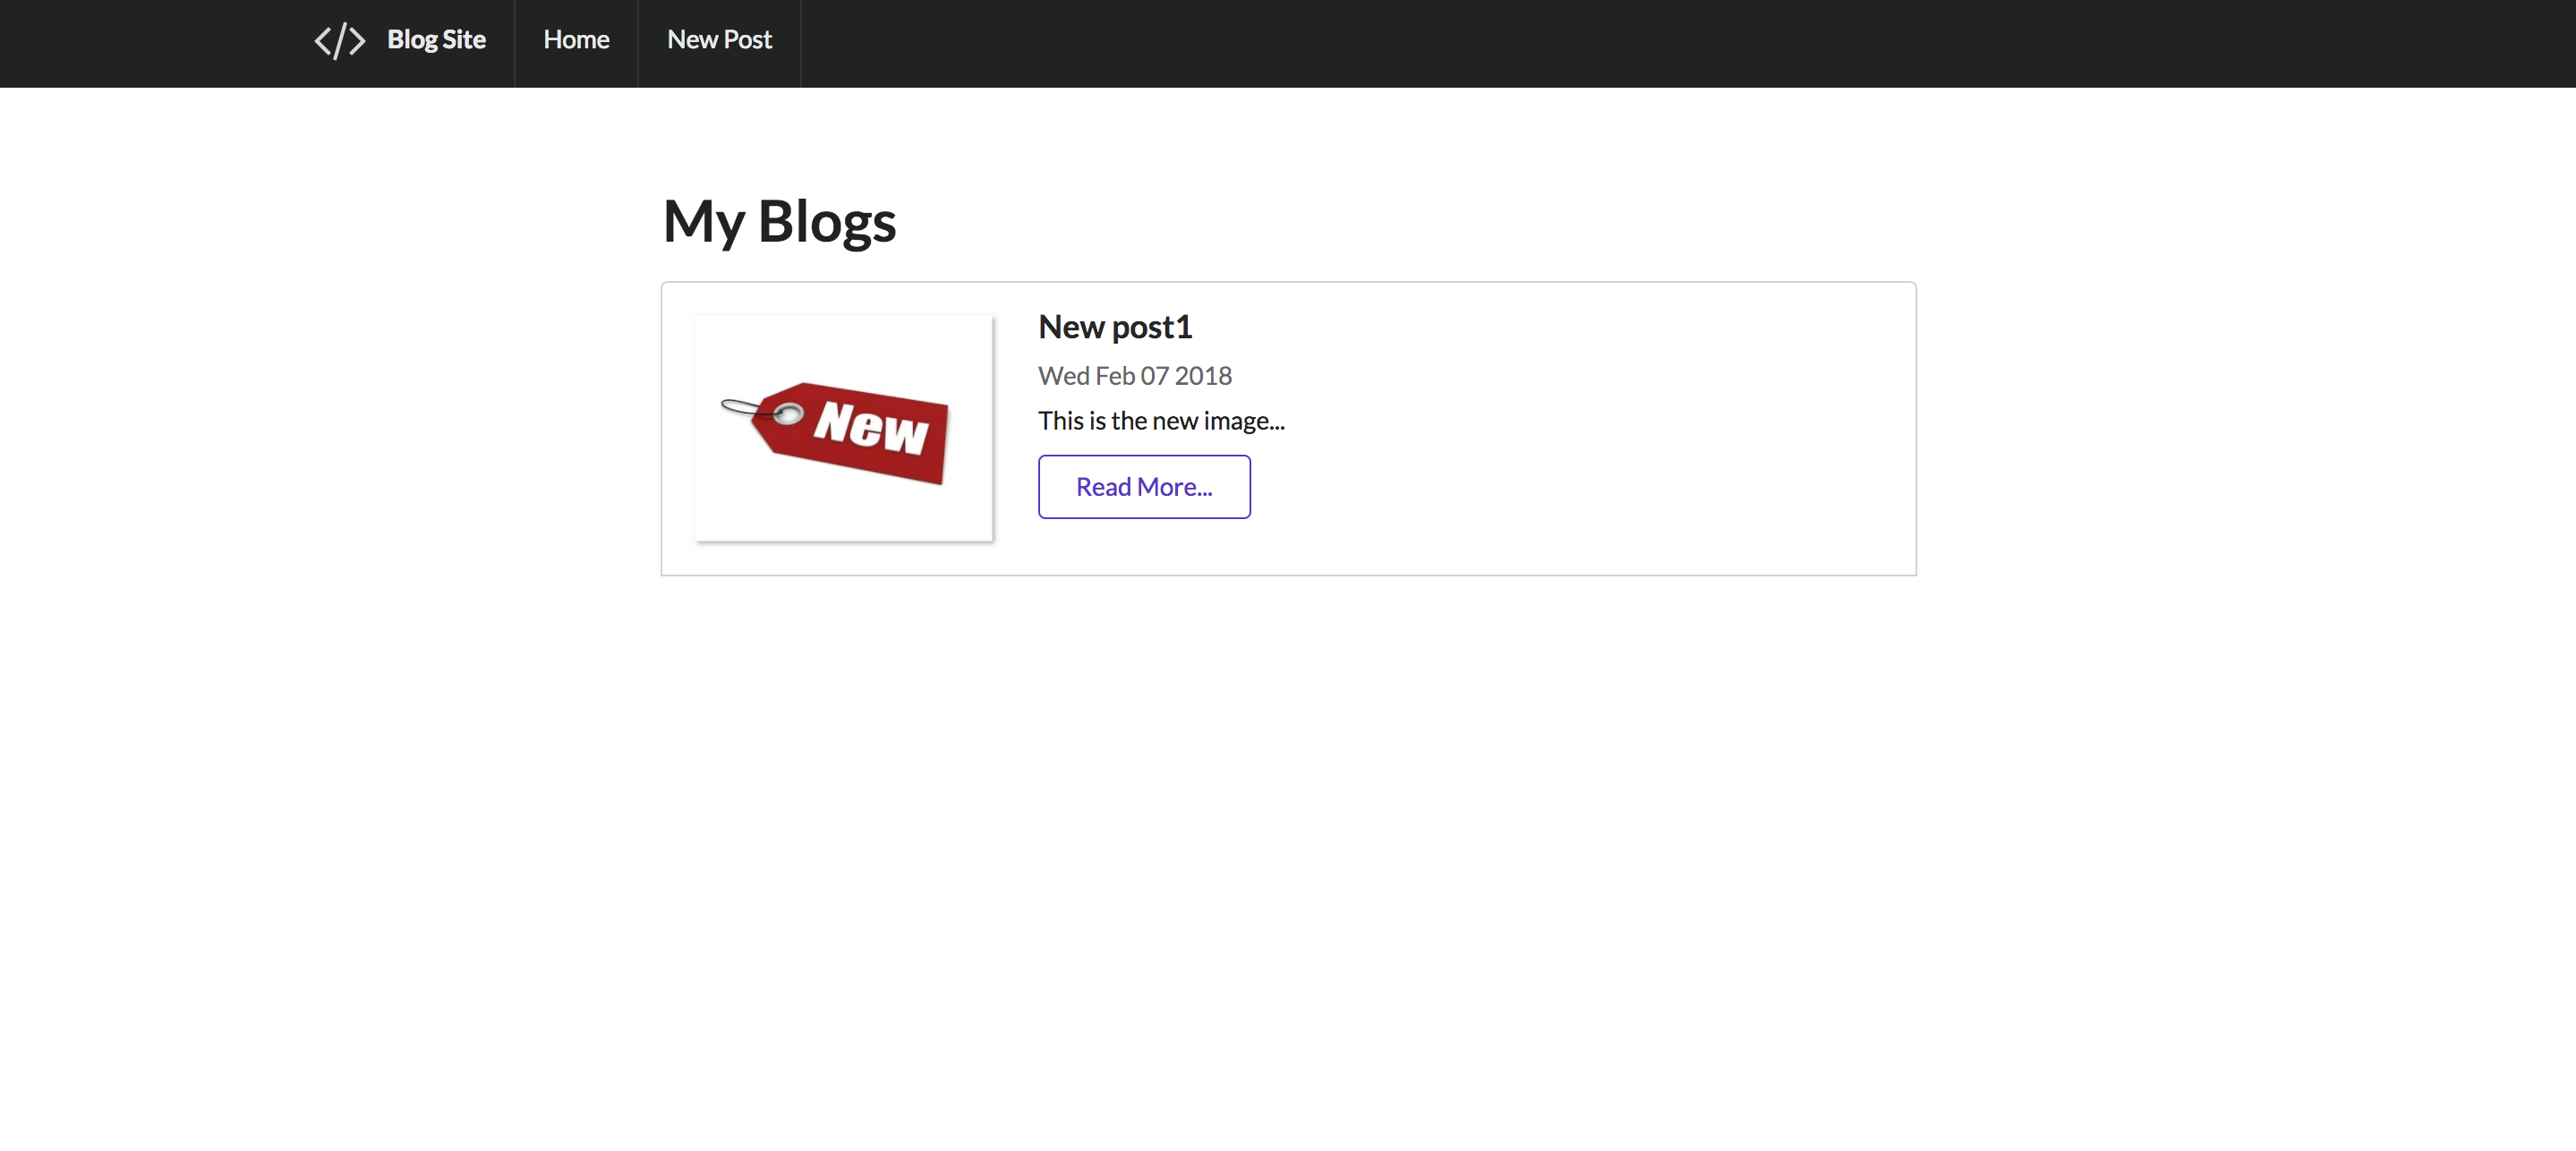 </> Blog Site Home New Post
My Blogs
New
New post1
Wed Feb 07 2018
This is the new image...
Read More...